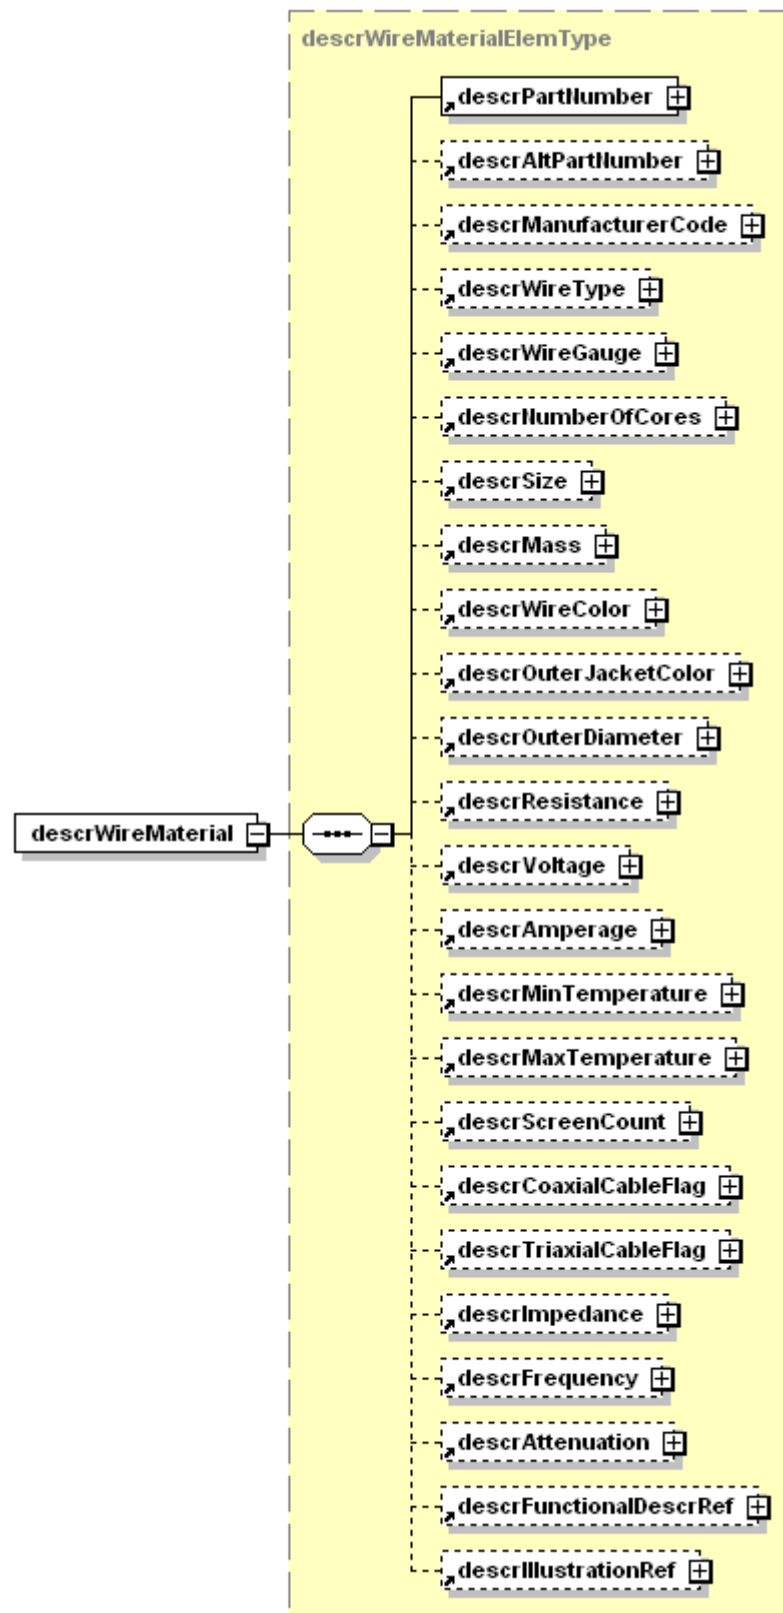 descrWireMaterialElemType
descrPartNumber
descrAltPartNumber
descrManufacturerCode
descrWireType
descrWireGauge
descrNumberOfCores
descrSize
descrMass
descrWireColor
descrOuterJacketColor
descrOuterDiameter
descrResistance
descrWireMaterial
descrVoltage
descrAmperage
descrMinTemperature
descrMaxTemperature
descrScreenCount
descrCoaxialCableFlag
descrTriaxialCableFlag
descrImpedance
descrFrequency
descrAttenuation
descrFunctionalDescrRef
descrIllustrationRef